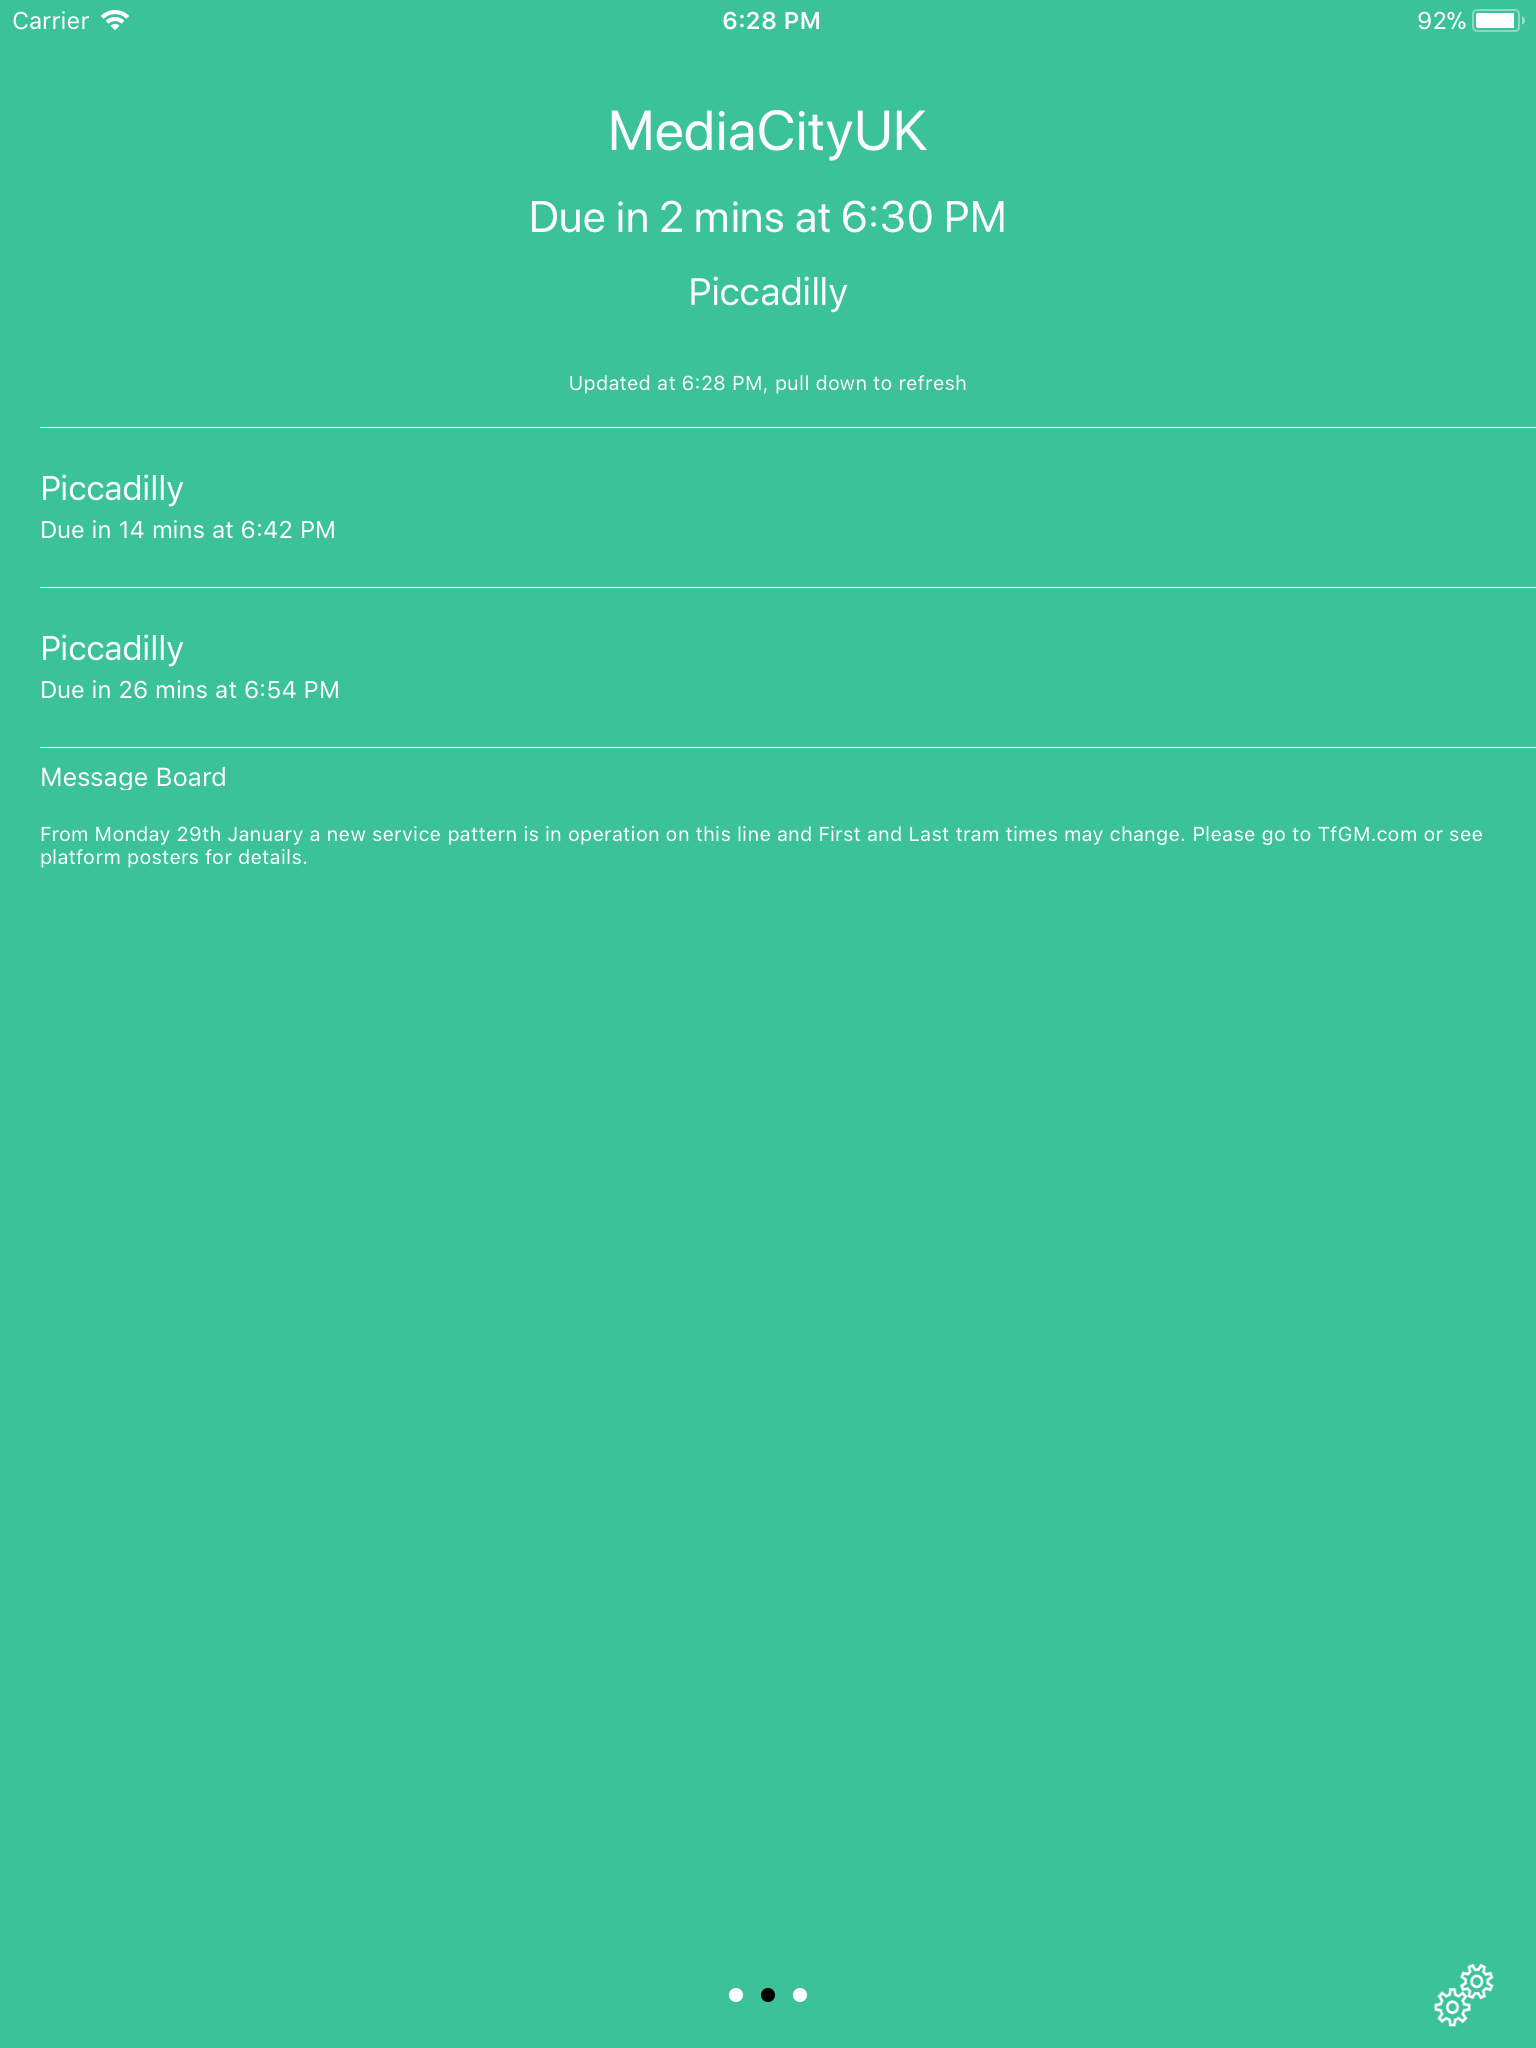 Carrier
6:28 PM
92%
MediaCityUK
Due in 2 mins at 6:30 PM
Piccadilly
Updated at 6:28 PM, pull down to refresh
Piccadilly
Due in 14 mins at 6:42 PM
Piccadilly
Due in 26 mins at 6:54 PM
Message Board
From Monday 29th January a new service pattern is in operation on this line and First and Last tram times may change. Please go to TfGM.com or see
platform posters for details.